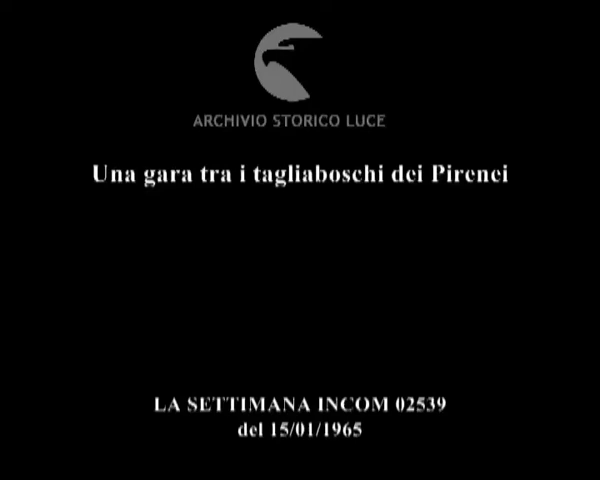 ARCHIVIO STORICO LUCE
Una gara tra i tagliaboschi dei Pirenei
LA SETTIMANA INCOM 02539
del 15/01/1965